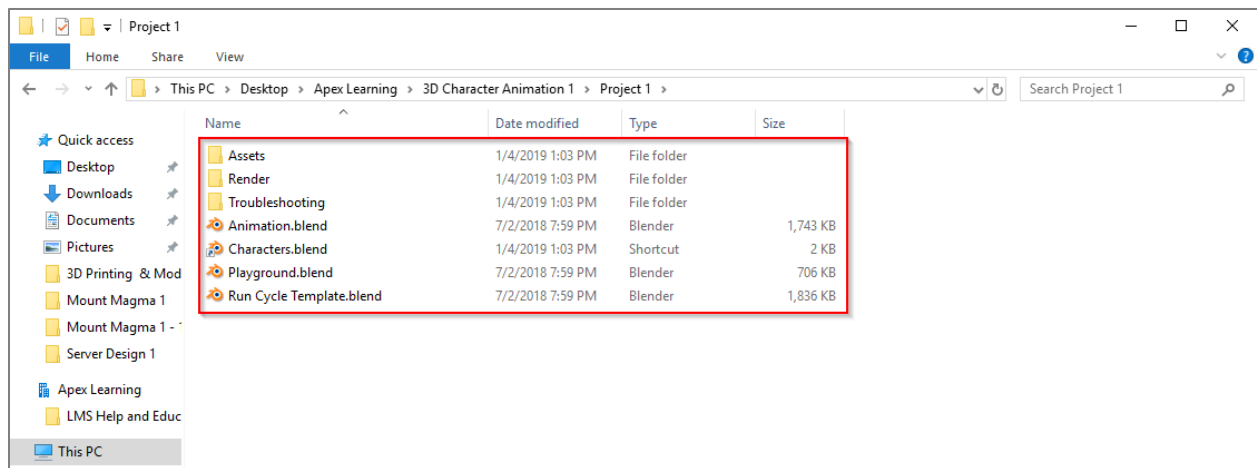 Project 1
File Home Share View
This PC > Desktop > Apex Learning > 3D Character Animation 1 > Project 1 > Search Project 1
Name Date modified Type Size
Quick access
Desktop
Downloads
Documents
Pictures
3D Printing & Mod
Mount Magma 1
Mount Magma 1 -
Server Design 1
Apex Learning
LMS Help and Educ
This PC
Assets 1/4/2019 1:03 PM File folder
Render 1/4/2019 1:03 PM File folder
Troubleshooting 1/4/2019 1:03 PM File folder
Animation.blend 7/2/2018 7:59 PM Blender 1,743 KB
Characters.blend 1/4/2019 1:03 PM Shortcut 2 KB
Playground.blend 7/2/2018 7:59 PM Blender 706 KB
Run Cycle Template.blend 7/2/2018 7:59 PM Blender 1,836 KB